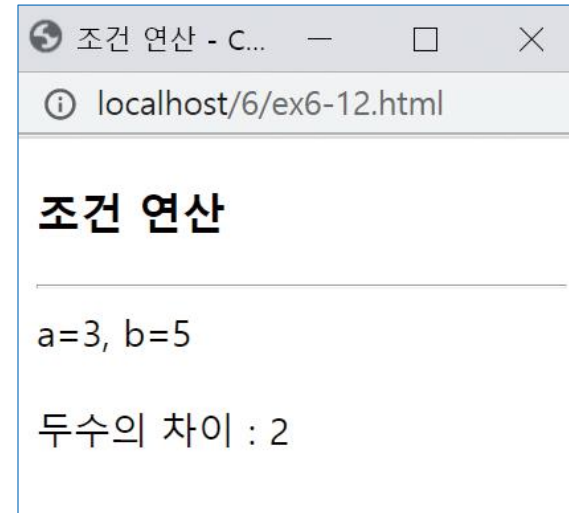 조건 연산 - C...
localhost/6/ex6-12.html
조건 연산
a=3, b=5
두수의 차이 : 2